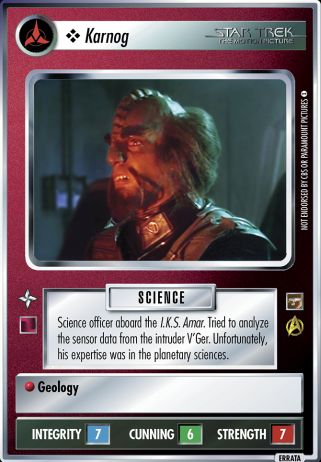 ❖ Karnog
STAR TREK
THE MOTION PICTURE
NOT ENDORSED BY CBS OR PARAMOUNT PICTURES
SCIENCE
Science officer aboard the I.K.S. Amar. Tried to analyze
the sensor data from the intruder V'Ger. Unfortunately,
his expertise was in the planetary sciences.
Geology
INTEGRITY 7 CUNNING 6 STRENGTH 7
ERRATA